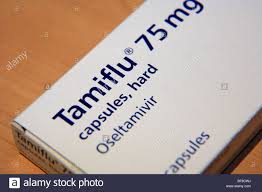 Tamiflu® 75 mg
capsules, hard
Oseltamivir
alamy
alamy stock photo